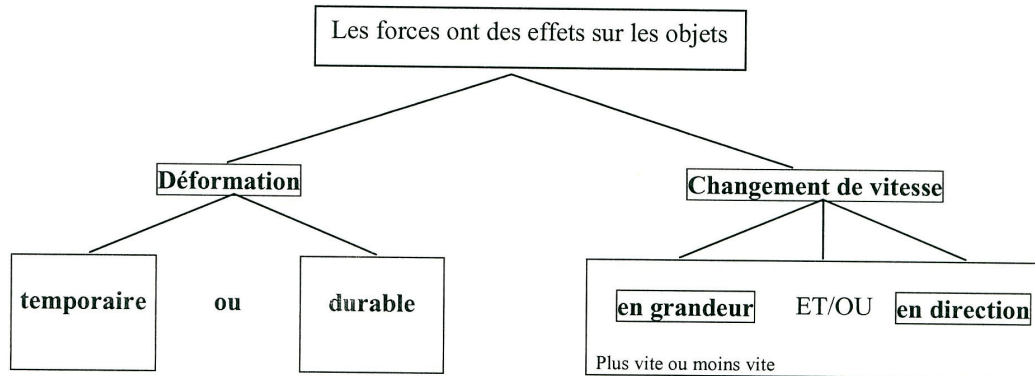 Les forces ont des effets sur les objets
Déformation
Changement de vitesse
temporaire ou durable
en grandeur ET/OU en direction
Plus vite ou moins vite